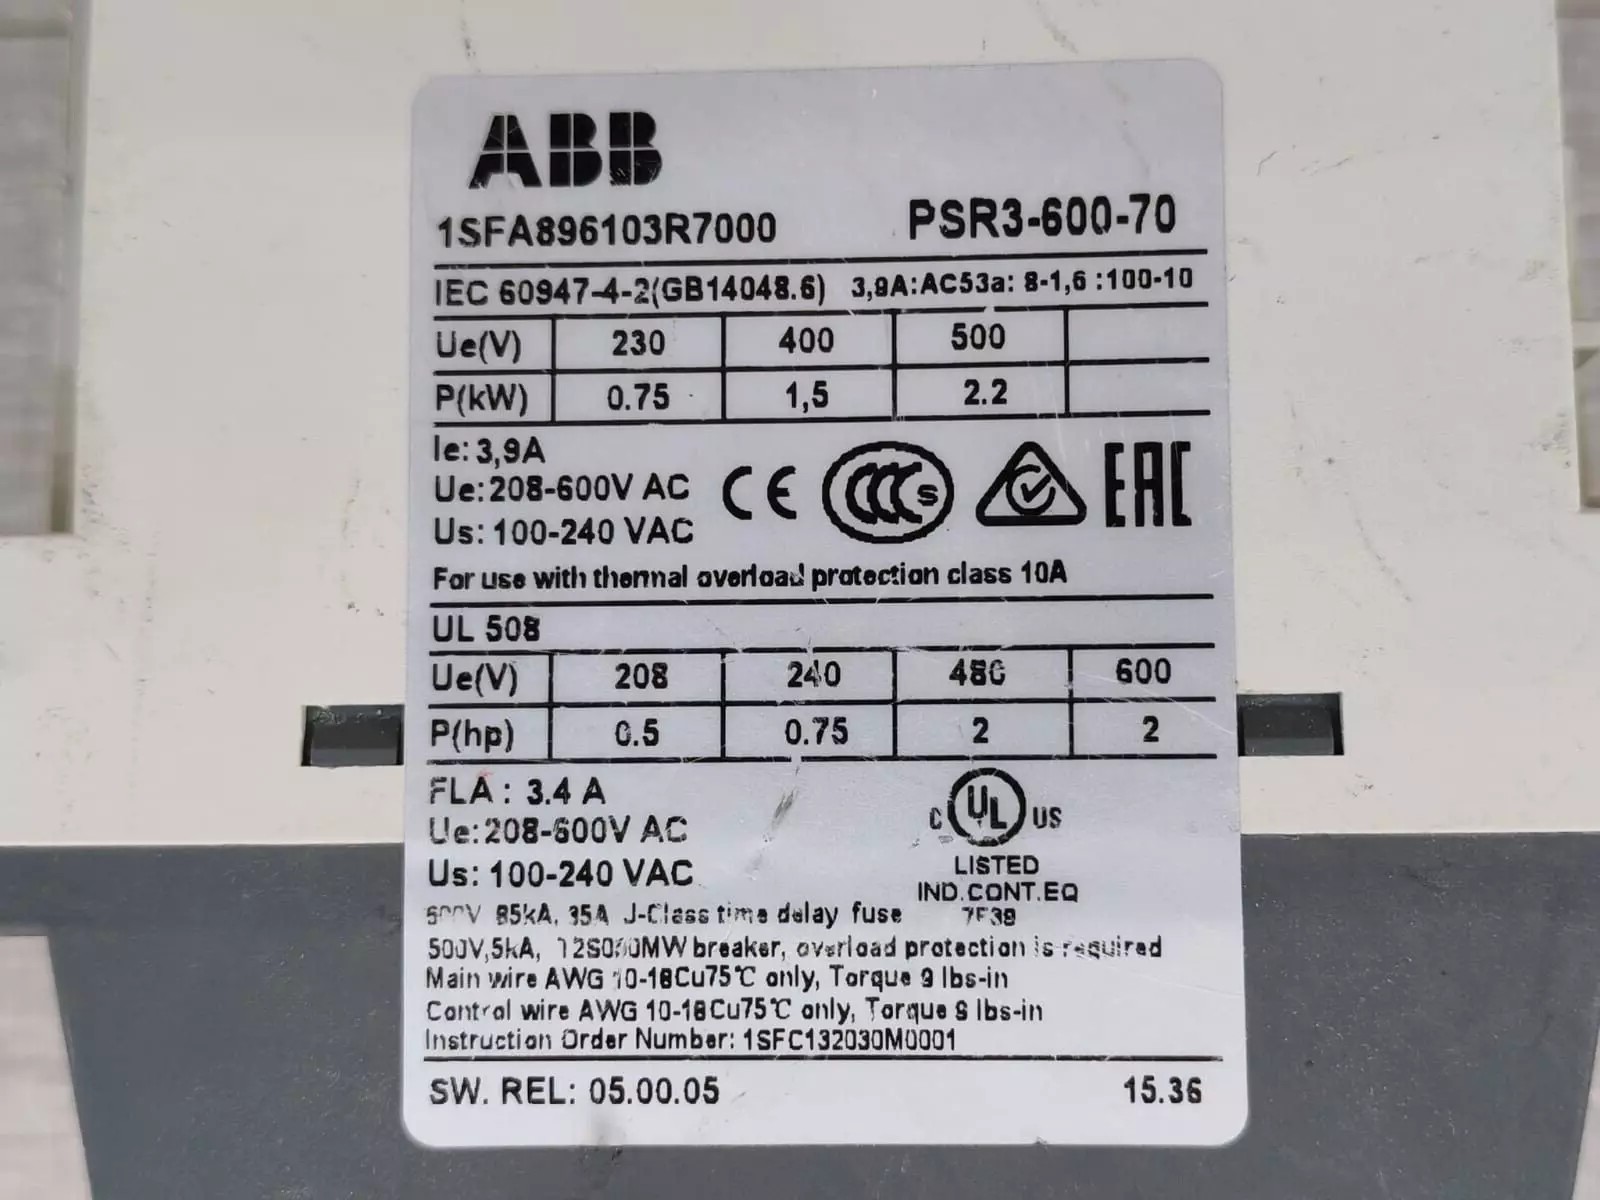 ABB
1SFA896103R7000 PSR3-600-70
IEC 60947-4-2(GB14048.6) 3,9A:AC53a: 8-1,6 :100-10
Ue(V) 230 400 500
P(kW) 0.75 1,5 2.2
Ie: 3,9A
Ue: 208-600V AC CE CCC S EAC
Us: 100-240 VAC
For use with thermal overload protection class 10A
UL 508
Ue(V) 208 240 480 600
P(hp) 0.5 0.75 2 2
FLA : 3.4 A
Ue: 208-600V AC C UL US
Us: 100-240 VAC LISTED
IND.CONT.EQ
85kA, 35A J-Class time delay fuse 7F39
500V,5kA, breaker, overload protection is required
Main wire AWG 10-18Cu75°C only, Torque 9 lbs-in
Control wire AWG 10-18Cu75°C only, Torque 9 lbs-in
Instruction Order Number: 1SFC132030M0001
SW. REL: 05.00.05 15.36